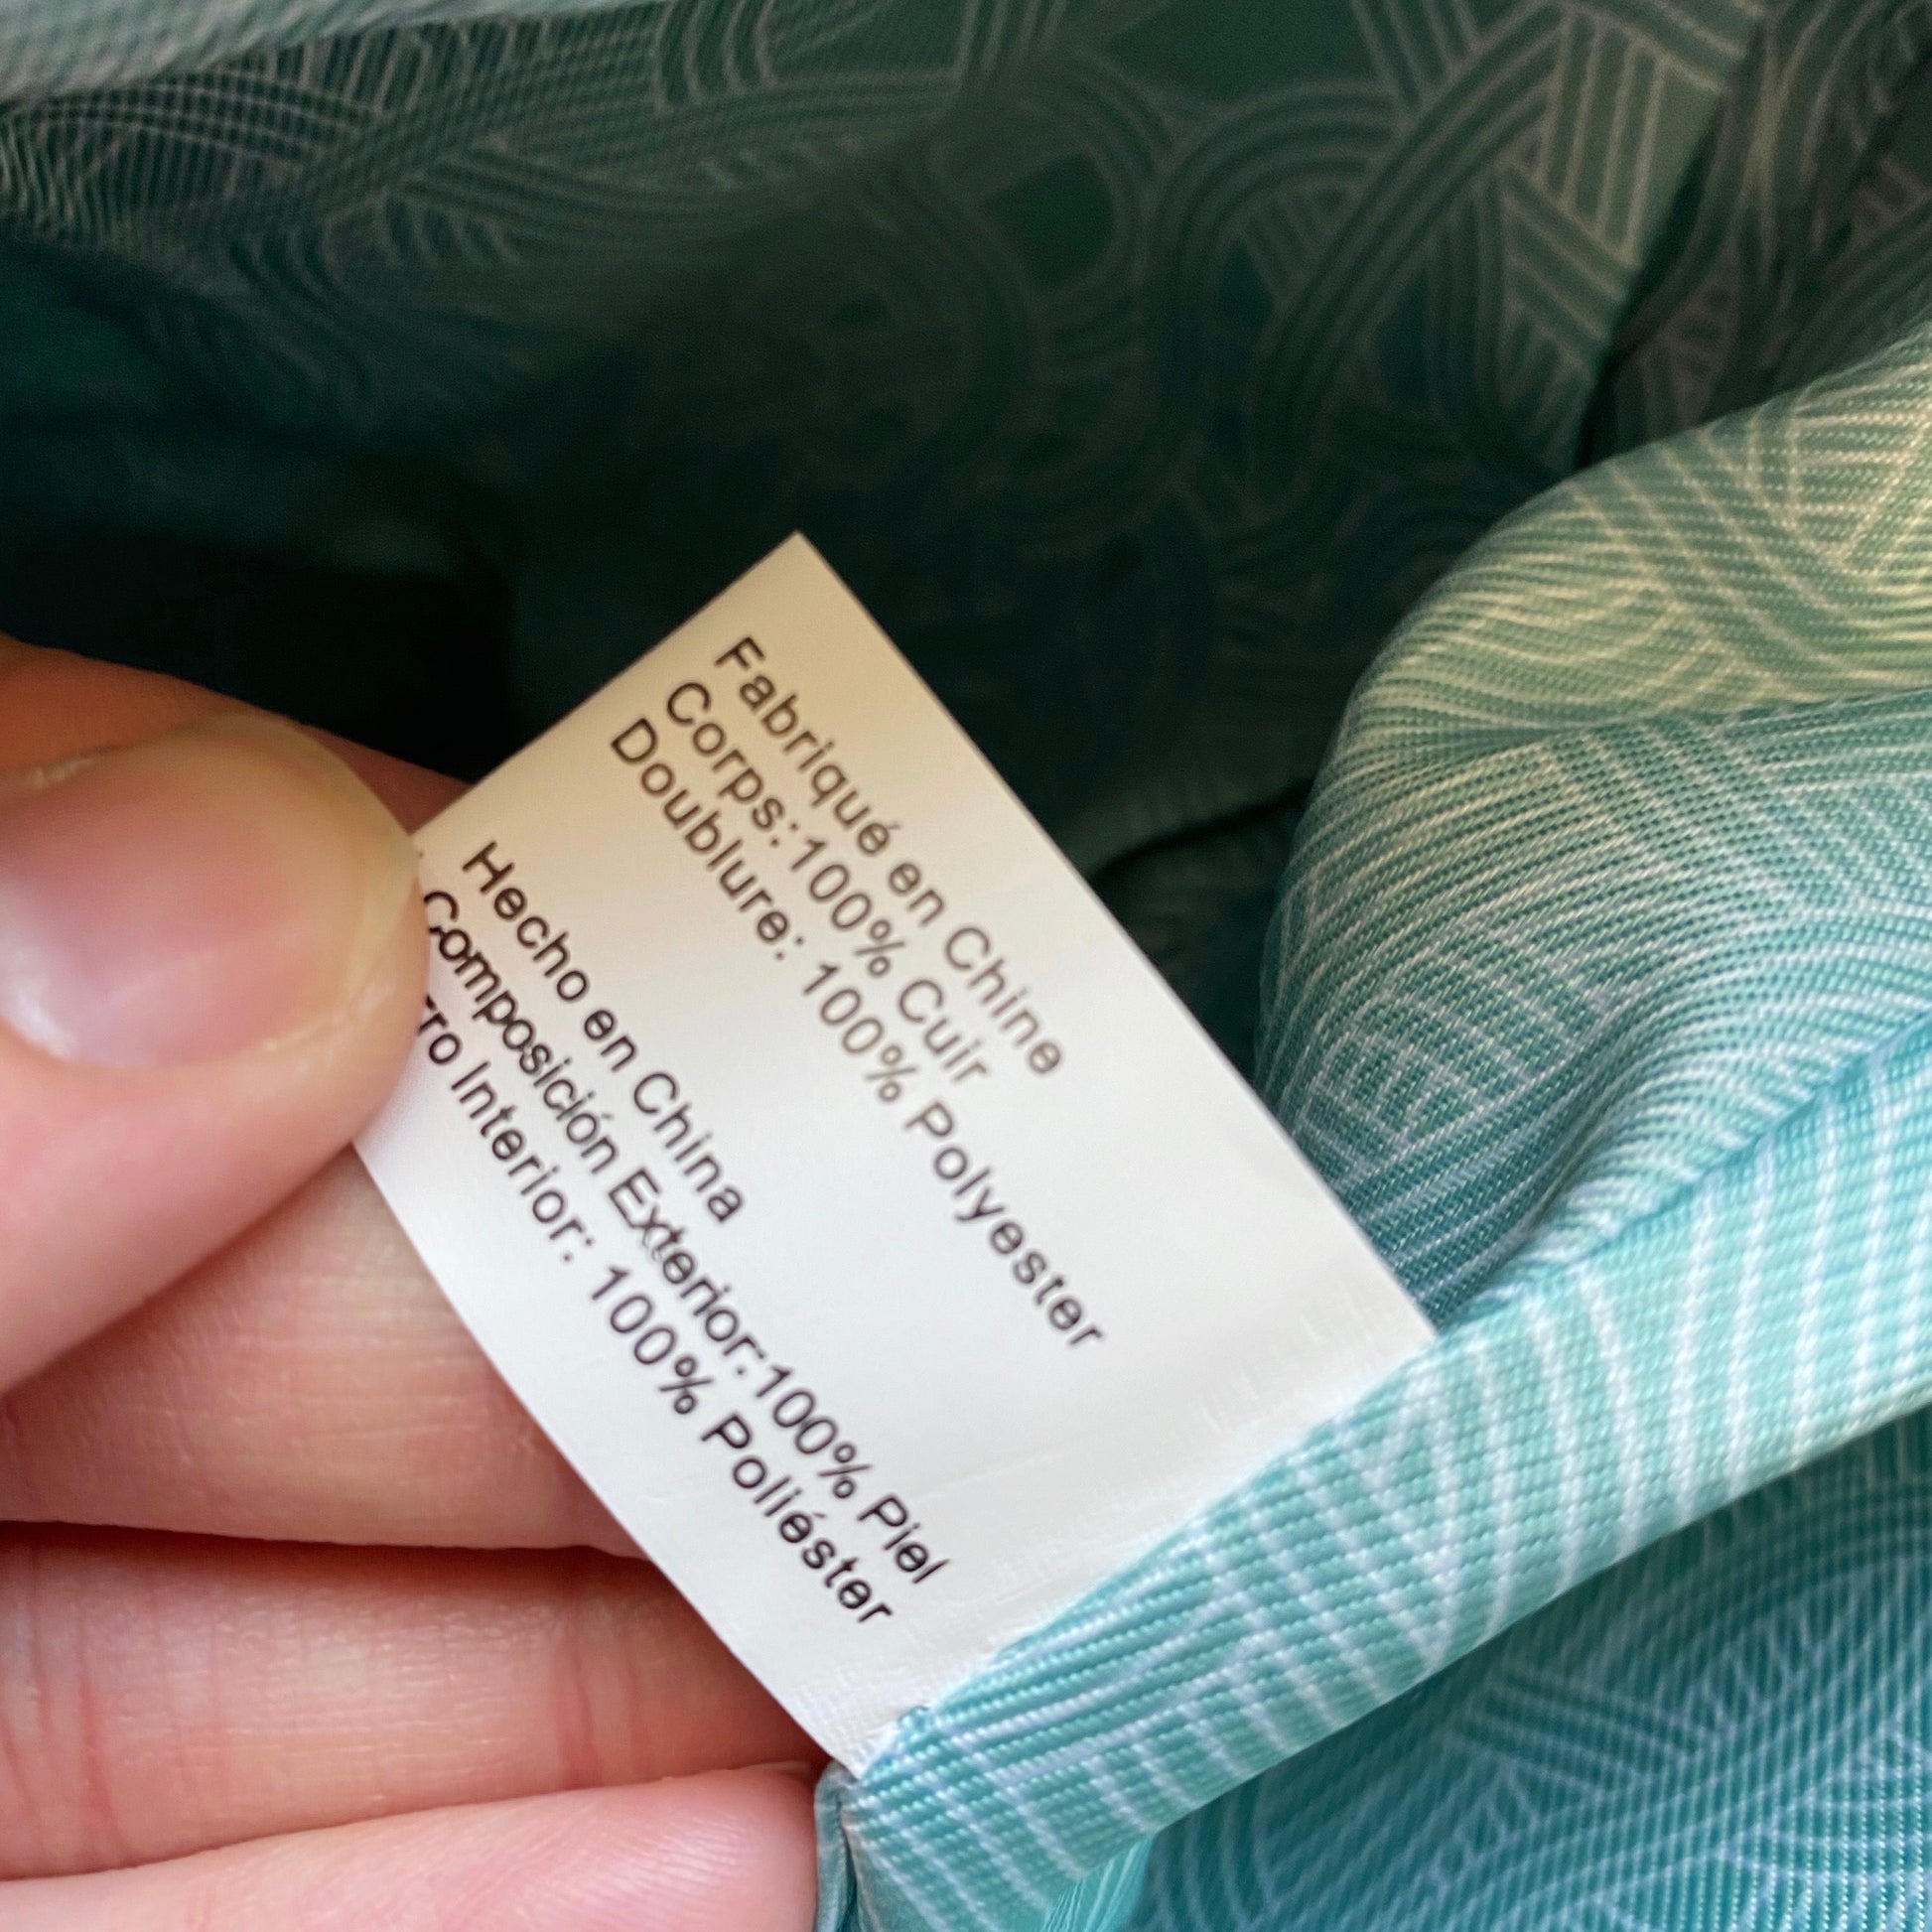 Fabriqué en Chine
Corps:100% Cuir
Doublure: 100% Polyester
Hecho en China
Composición Exterior:100% Piel
Interior: 100% Poliéster